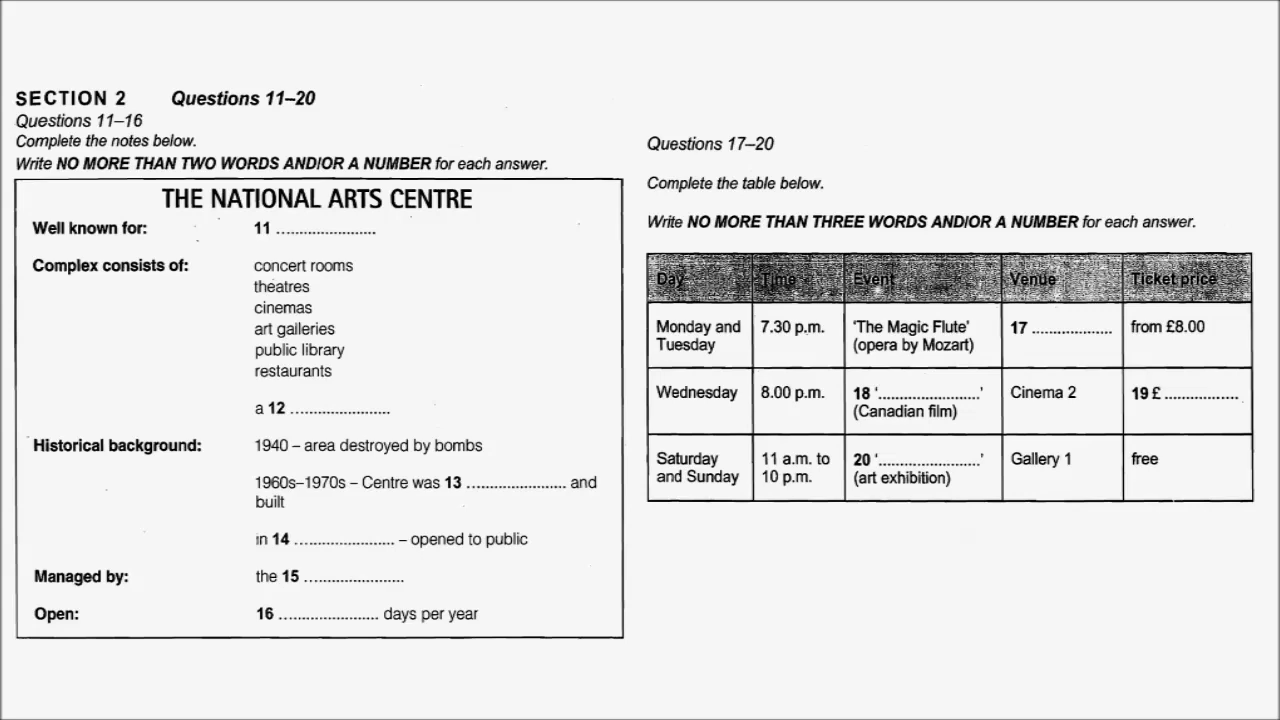 SECTION 2 Questions 11–20
Questions 11–16
Complete the notes below.
Write NO MORE THAN TWO WORDS AND/OR A NUMBER for each answer.
THE NATIONAL ARTS CENTRE
Well known for: 11 ......................
Complex consists of: concert rooms
theatres
cinemas
art galleries
public library
restaurants
a 12 ......................
Historical background: 1940 – area destroyed by bombs
1960s–1970s – Centre was 13 ...................... and
built
in 14 ...................... – opened to public
Managed by: the 15 ......................
Open: 16 ...................... days per year
Questions 17–20
Complete the table below.
Write NO MORE THAN THREE WORDS AND/OR A NUMBER for each answer.
Day Time Event Venue Ticket price
Monday and 7.30 p.m. 'The Magic Flute' 17 .................. from £8.00
Tuesday (opera by Mozart)
Wednesday 8.00 p.m. 18 '......................' Cinema 2 19 £ .................
(Canadian film)
Saturday 11 a.m. to 20 '......................' Gallery 1 free
and Sunday 10 p.m. (art exhibition)